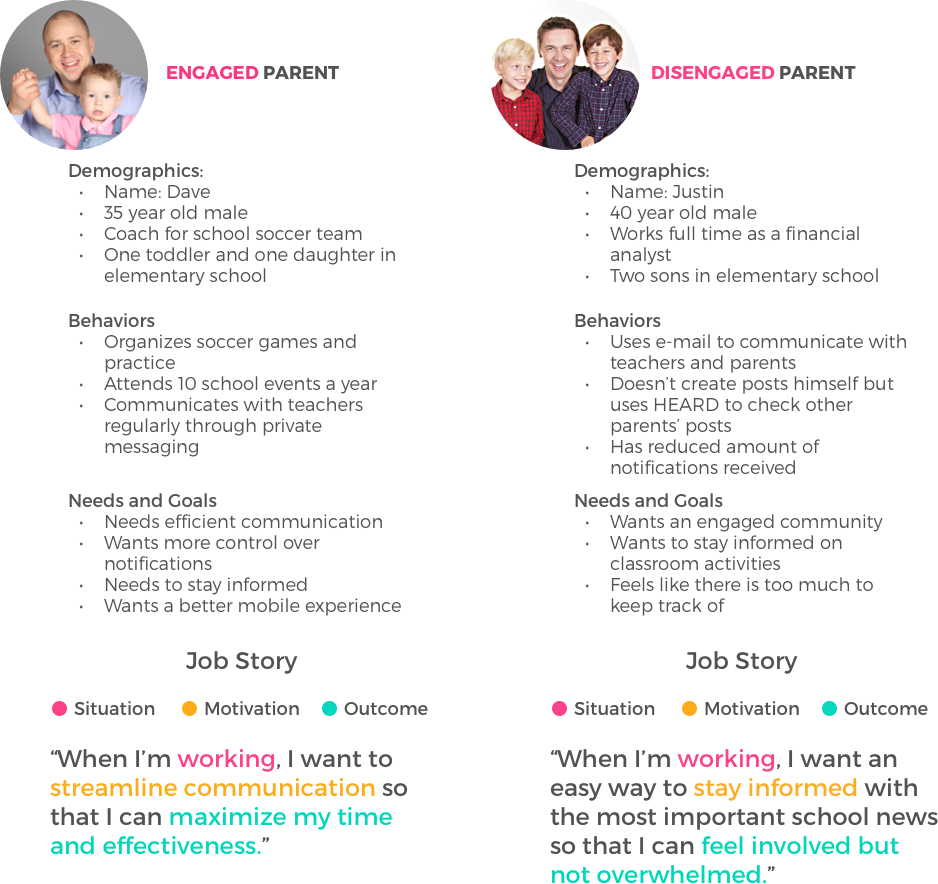 ENGAGED PARENT
Demographics:
• Name: Dave
• 35 year old male
• Coach for school soccer team
• One toddler and one daughter in
elementary school
Behaviors
• Organizes soccer games and
practice
• Attends 10 school events a year
• Communicates with teachers
regularly through private
messaging
Needs and Goals
• Needs efficient communication
• Wants more control over
notifications
• Needs to stay informed
• Wants a better mobile experience
Job Story
Situation Motivation Outcome
“When I’m working, I want to
streamline communication so
that I can maximize my time
and effectiveness.”
DISENGAGED PARENT
Demographics:
• Name: Justin
• 40 year old male
• Works full time as a financial
analyst
• Two sons in elementary school
Behaviors
• Uses e-mail to communicate with
teachers and parents
• Doesn’t create posts himself but
uses HEARD to check other
parents’ posts
• Has reduced amount of
notifications received
Needs and Goals
• Wants an engaged community
• Wants to stay informed on
classroom activities
• Feels like there is too much to
keep track of
Job Story
Situation Motivation Outcome
“When I’m working, I want an
easy way to stay informed with
the most important school news
so that I can feel involved but
not overwhelmed.”